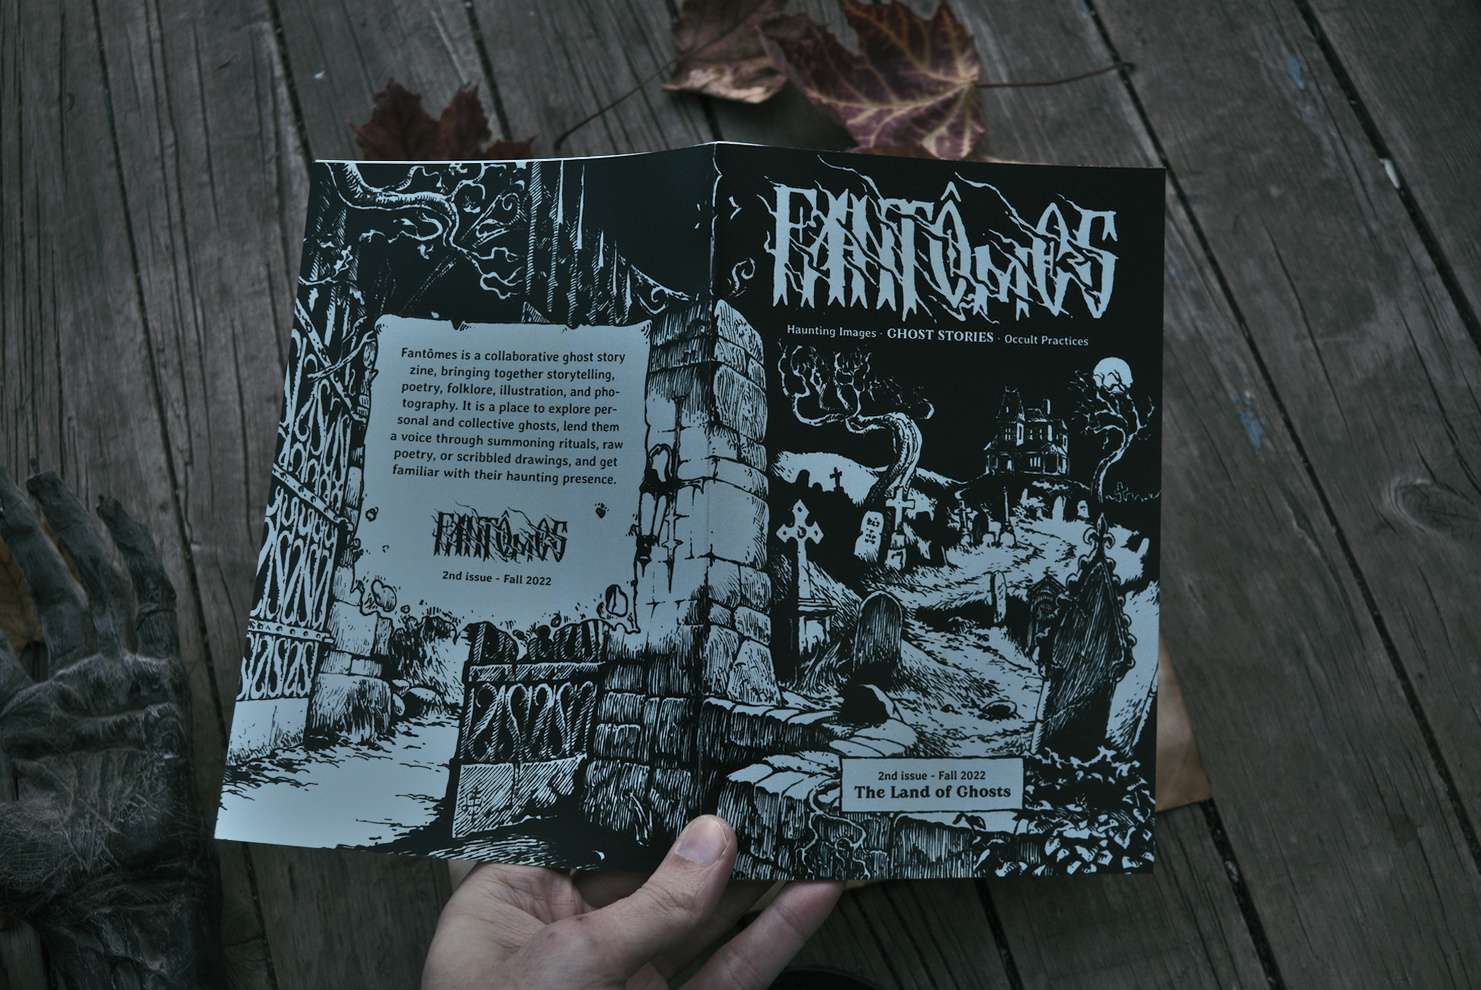 Fantômes is a collaborative ghost story
zine, bringing together storytelling,
poetry, folklore, illustration, and pho-
tography. It is a place to explore per-
sonal and collective ghosts, lend them
a voice through summoning rituals, raw
poetry, or scribbled drawings, and get
familiar with their haunting presence.
FANTÔmES
2nd issue - Fall 2022
FANTÔmES
Haunting Images · GHOST STORIES · Occult Practices
2nd issue - Fall 2022
The Land of Ghosts